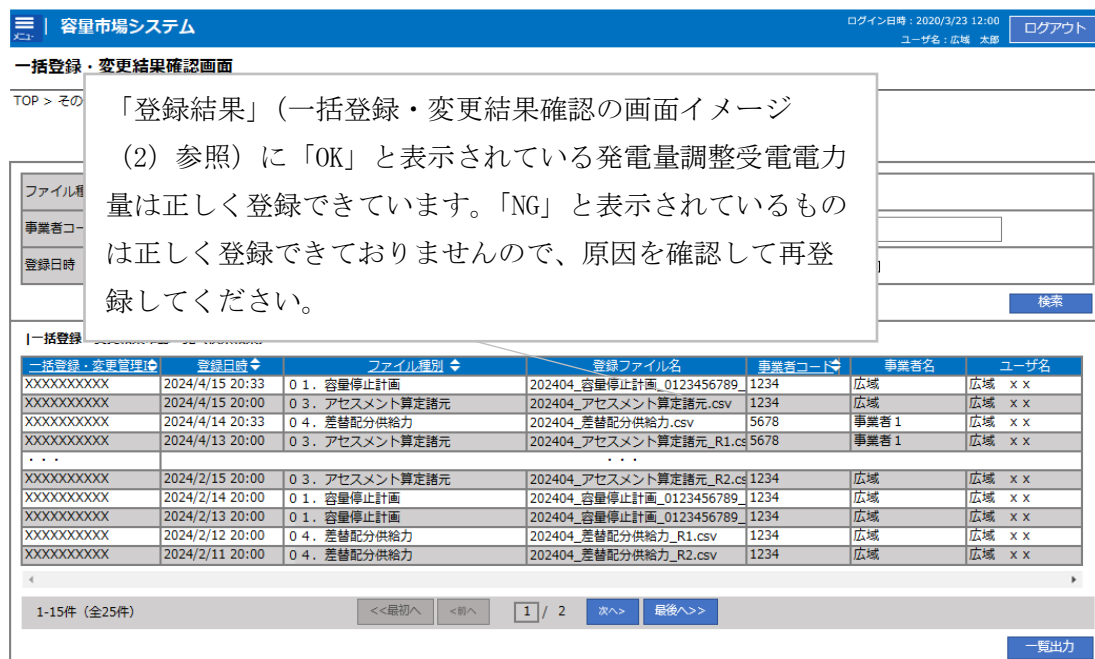 メニュー
容量市場システム
ログイン日時：2020/3/23 12:00
ユーザ名：広域 太郎
ログアウト
一括登録・変更結果確認画面
TOP > その
「登録結果」(一括登録・変更結果確認の画面イメージ
(2) 参照) に「OK」と表示されている発電量調整受電電力
量は正しく登録できています。「NG」と表示されているもの
は正しく登録できておりませんので、原因を確認して再登
録してください。
ファイル種
事業者コー
登録日時
検索
|一括登録
一括登録・変更管理ID 登録日時 ファイル種別 登録ファイル名 事業者コード 事業者名 ユーザ名
XXXXXXXXXX 2024/4/15 20:33 ０１．容量停止計画 202404_容量停止計画_0123456789_ 1234 広域 広域 ｘｘ
XXXXXXXXXX 2024/4/15 20:00 ０３．アセスメント算定諸元 202404_アセスメント算定諸元.csv 1234 広域 広域 ｘｘ
XXXXXXXXXX 2024/4/14 20:33 ０４．差替配分供給力 202404_差替配分供給力.csv 5678 事業者１ 広域 ｘｘ
XXXXXXXXXX 2024/4/13 20:00 ０３．アセスメント算定諸元 202404_アセスメント算定諸元_R1.cs 5678 事業者１ 広域 ｘｘ
・・・ ・・・
XXXXXXXXXX 2024/2/15 20:00 ０３．アセスメント算定諸元 202404_アセスメント算定諸元_R2.cs 1234 広域 広域 ｘｘ
XXXXXXXXXX 2024/2/14 20:00 ０１．容量停止計画 202404_容量停止計画_0123456789_ 1234 広域 広域 ｘｘ
XXXXXXXXXX 2024/2/13 20:00 ０１．容量停止計画 202404_容量停止計画_0123456789_ 1234 広域 広域 ｘｘ
XXXXXXXXXX 2024/2/12 20:00 ０４．差替配分供給力 202404_差替配分供給力_R1.csv 1234 広域 広域 ｘｘ
XXXXXXXXXX 2024/2/11 20:00 ０４．差替配分供給力 202404_差替配分供給力_R2.csv 1234 広域 広域 ｘｘ
1-15件（全25件） <<最初へ <前へ 1 / 2 次へ> 最後へ>>
一覧出力